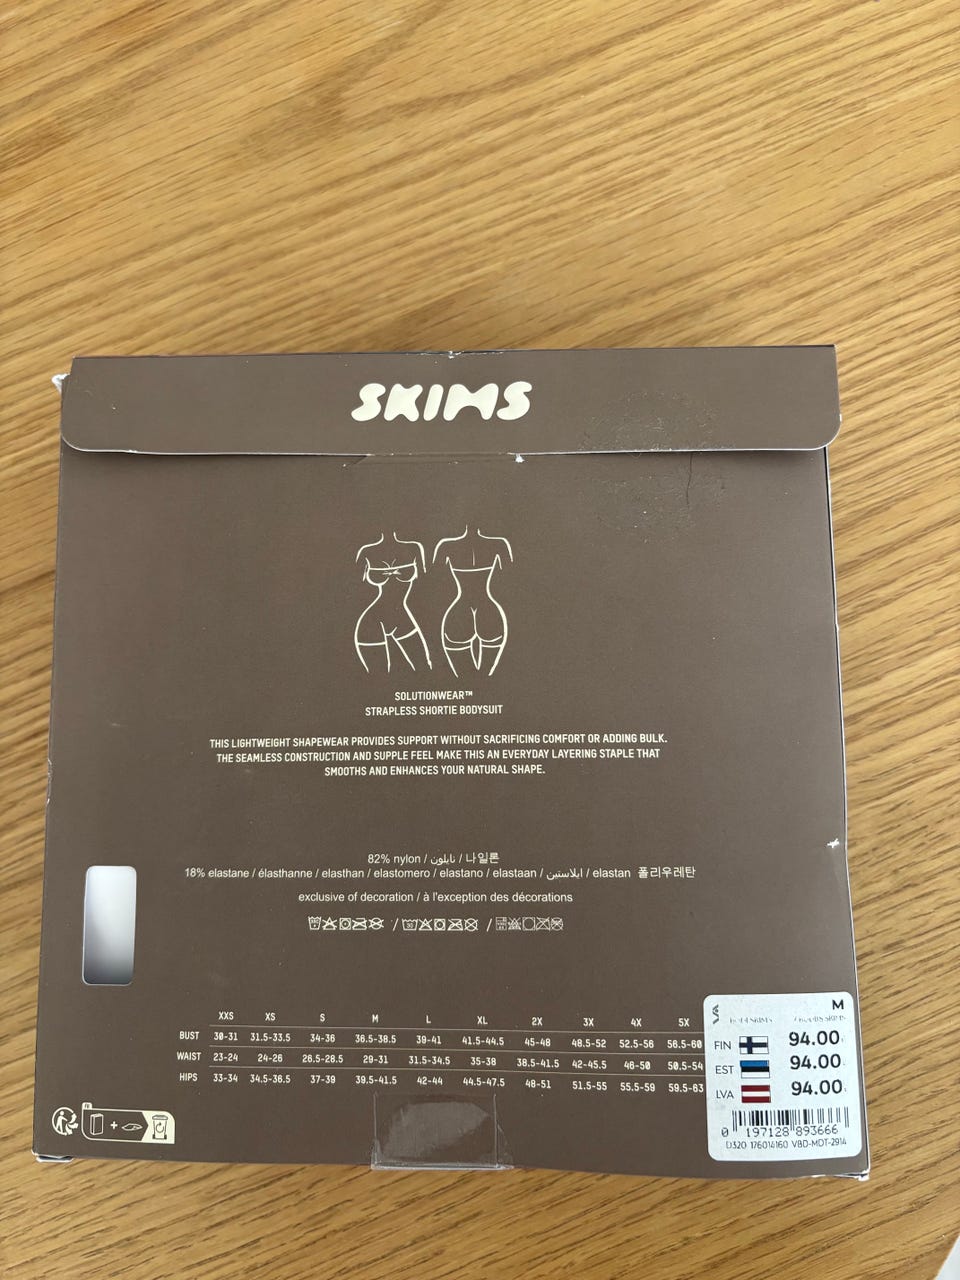 SKIMS
SOLUTIONWEAR™
STRAPLESS SHORTIE BODYSUIT
THIS LIGHTWEIGHT SHAPEWEAR PROVIDES SUPPORT WITHOUT SACRIFICING COMFORT OR ADDING BULK.
THE SEAMLESS CONSTRUCTION AND SUPPLE FEEL MAKE THIS AN EVERYDAY LAYERING STAPLE THAT
SMOOTHS AND ENHANCES YOUR NATURAL SHAPE.
82% nylon / نايلون / 나일론
18% elastane / élasthanne / elasthan / elastomero / elastano / elastaan / ايلاستين / elastan 폴리우레탄
exclusive of decoration / à l'exception des décorations
XXS XS S M L XL 2X 3X 4X 5X
BUST 30-31 31.5-33.5 34-36 36.5-38.5 39-41 41.5-44.5 45-48 48.5-52 52.5-56 56.5-60
WAIST 23-24 24-26 26.5-28.5 29-31 31.5-34.5 35-38 38.5-41.5 42-45.5 46-50 50.5-54
HIPS 33-34 34.5-36.5 37-39 39.5-41.5 42-44 44.5-47.5 48-51 51.5-55 55.5-59 59.5-63
FR
+
M
FIN 94.00
EST 94.00
LVA 94.00
0 197128 893666
D320 176014160 VBD-MDT-2914